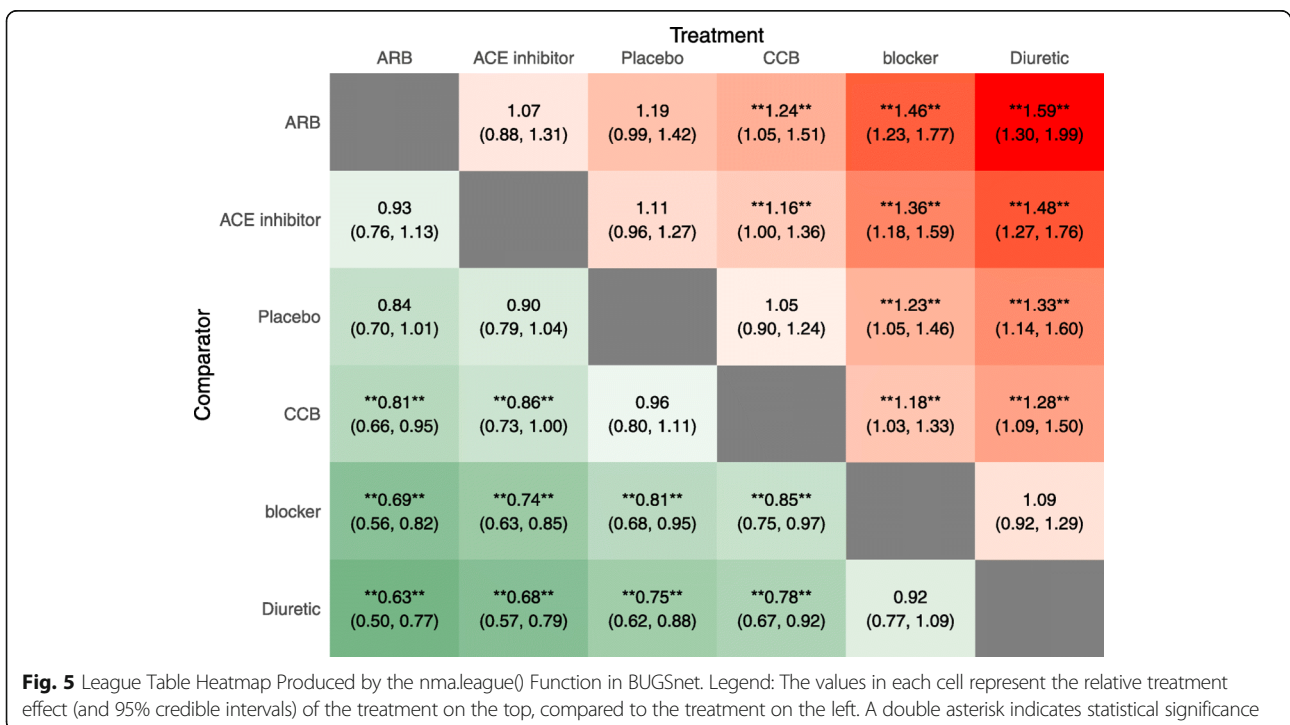 Treatment
ARB ACE inhibitor Placebo CCB blocker Diuretic
Comparator
ARB
1.07 1.19 **1.24** **1.46** **1.59**
(0.88, 1.31) (0.99, 1.42) (1.05, 1.51) (1.23, 1.77) (1.30, 1.99)
ACE inhibitor
0.93 1.11 **1.16** **1.36** **1.48**
(0.76, 1.13) (0.96, 1.27) (1.00, 1.36) (1.18, 1.59) (1.27, 1.76)
Placebo
0.84 0.90 1.05 **1.23** **1.33**
(0.70, 1.01) (0.79, 1.04) (0.90, 1.24) (1.05, 1.46) (1.14, 1.60)
CCB
**0.81** **0.86** 0.96 **1.18** **1.28**
(0.66, 0.95) (0.73, 1.00) (0.80, 1.11) (1.03, 1.33) (1.09, 1.50)
blocker
**0.69** **0.74** **0.81** **0.85** 1.09
(0.56, 0.82) (0.63, 0.85) (0.68, 0.95) (0.75, 0.97) (0.92, 1.29)
Diuretic
**0.63** **0.68** **0.75** **0.78** 0.92
(0.50, 0.77) (0.57, 0.79) (0.62, 0.88) (0.67, 0.92) (0.77, 1.09)
Fig. 5 League Table Heatmap Produced by the nma.league() Function in BUGSnet. Legend: The values in each cell represent the relative treatment
effect (and 95% credible intervals) of the treatment on the top, compared to the treatment on the left. A double asterisk indicates statistical significance